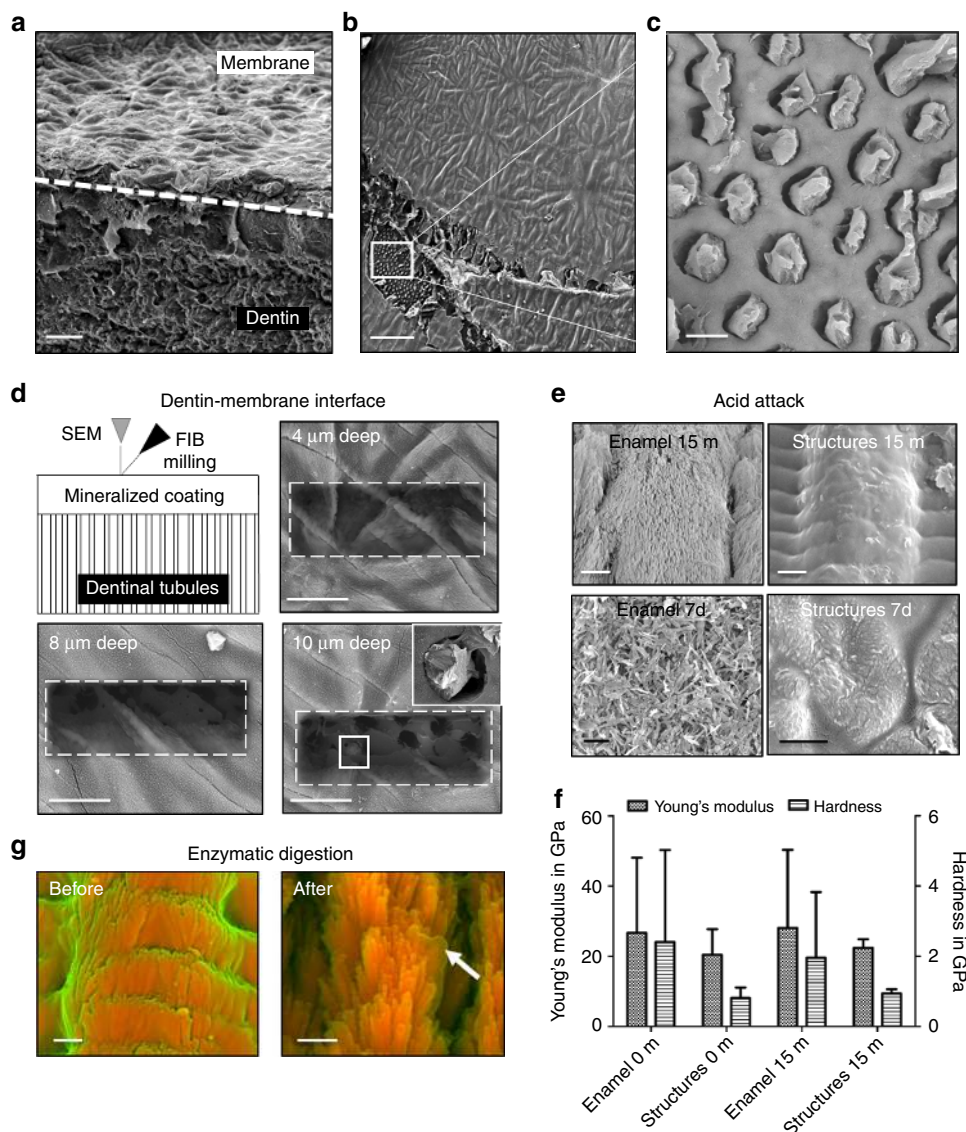 a
Membrane
Dentin
b
c
d
Dentin-membrane interface
SEM
FIB
milling
Mineralized coating
Dentinal tubules
4 μm deep
8 μm deep
10 μm deep
e
Acid attack
Enamel 15 m
Structures 15 m
Enamel 7d
Structures 7d
f
Young's modulus
Hardness
60
40
20
0
Young's modulus in GPa
6
4
2
0
Hardness in GPa
Enamel 0 m
Structures 0 m
Enamel 15 m
Structures 15 m
g
Enzymatic digestion
Before
After